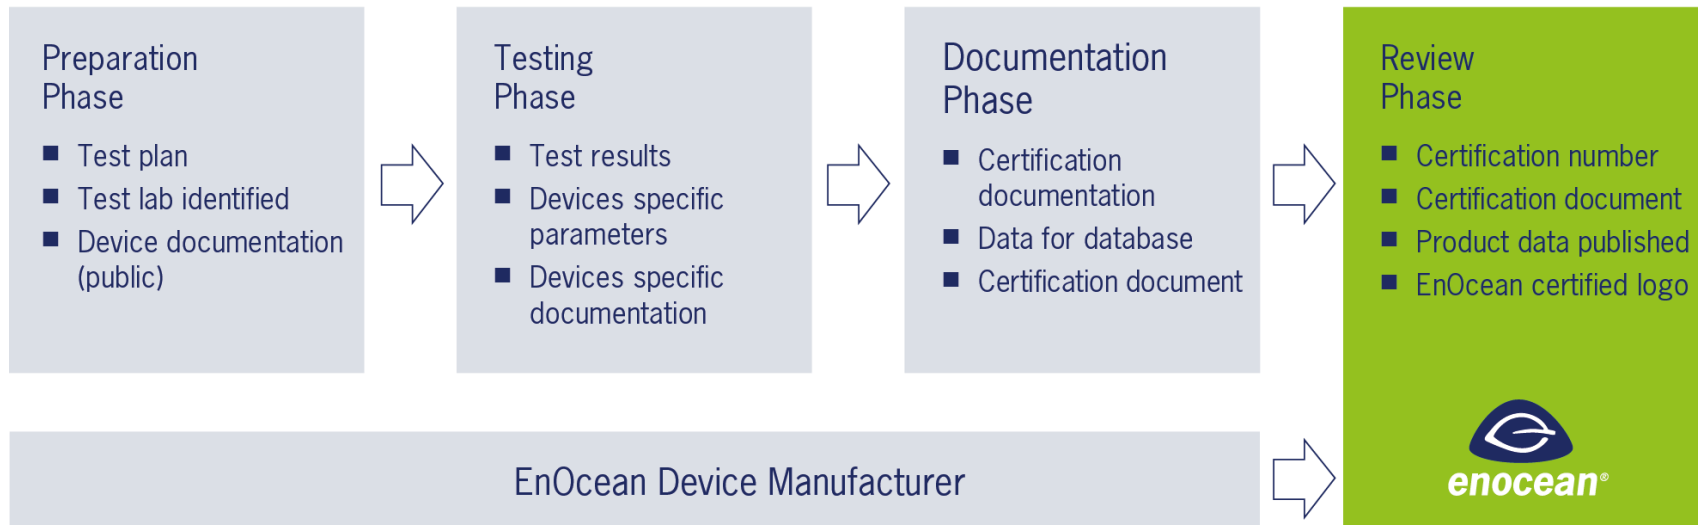 Preparation
Phase
Test plan
Test lab identified
Device documentation
(public)
Testing
Phase
Test results
Devices specific
parameters
Devices specific
documentation
Documentation
Phase
Certification
documentation
Data for database
Certification document
Review
Phase
Certification number
Certification document
Product data published
EnOcean certified logo
EnOcean Device Manufacturer
enocean®